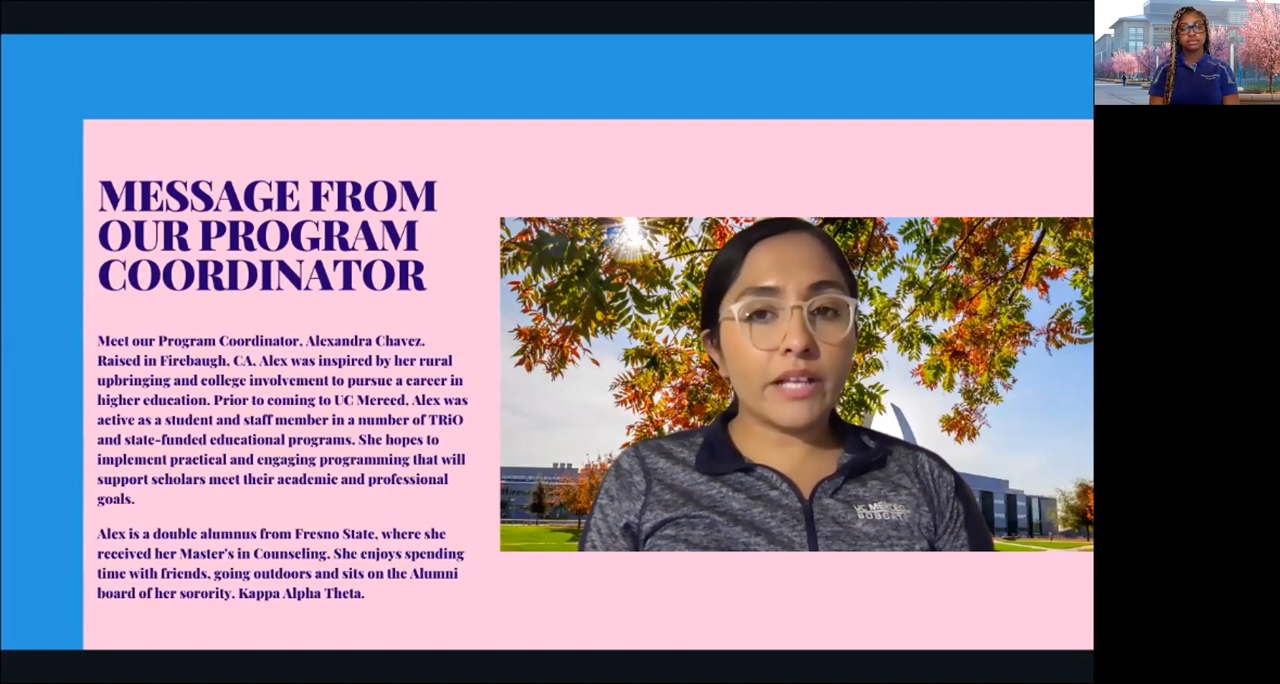 MESSAGE FROM
OUR PROGRAM
COORDINATOR
Meet our Program Coordinator, Alexandra Chavez.
Raised in Firebaugh, CA, Alex was inspired by her rural
upbringing and college involvement to pursue a career in
higher education. Prior to coming to UC Merced, Alex was
active as a student and staff member in a number of TRiO
and state-funded educational programs. She hopes to
implement practical and engaging programming that will
support scholars meet their academic and professional
goals.
Alex is a double alumnus from Fresno State, where she
received her Master's in Counseling. She enjoys spending
time with friends, going outdoors and sits on the Alumni
board of her sorority, Kappa Alpha Theta.
UC MERCED
BOBCATS